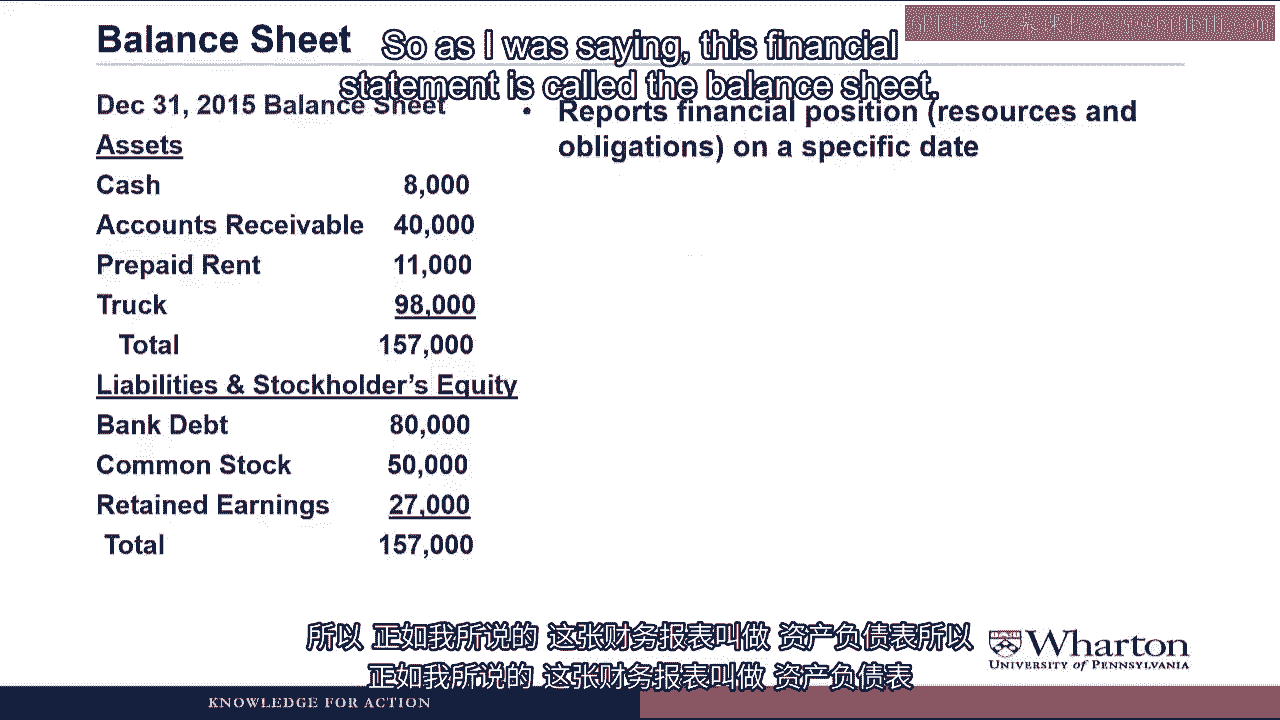 Balance Sheet
So as I was saying, this financial
statement is called the balance sheet.
Dec 31, 2015 Balance Sheet
Assets
Cash 8,000
Accounts Receivable 40,000
Prepaid Rent 11,000
Truck 98,000
Total 157,000
Liabilities & Stockholder's Equity
Bank Debt 80,000
Common Stock 50,000
Retained Earnings 27,000
Total 157,000
• Reports financial position (resources and
obligations) on a specific date
所以 正如我所说的 这张财务报表叫做 资产负债表所以
正如我所说的 这张财务报表叫做 资产负债表
Wharton
UNIVERSITY of PENNSYLVANIA
KNOWLEDGE FOR ACTION